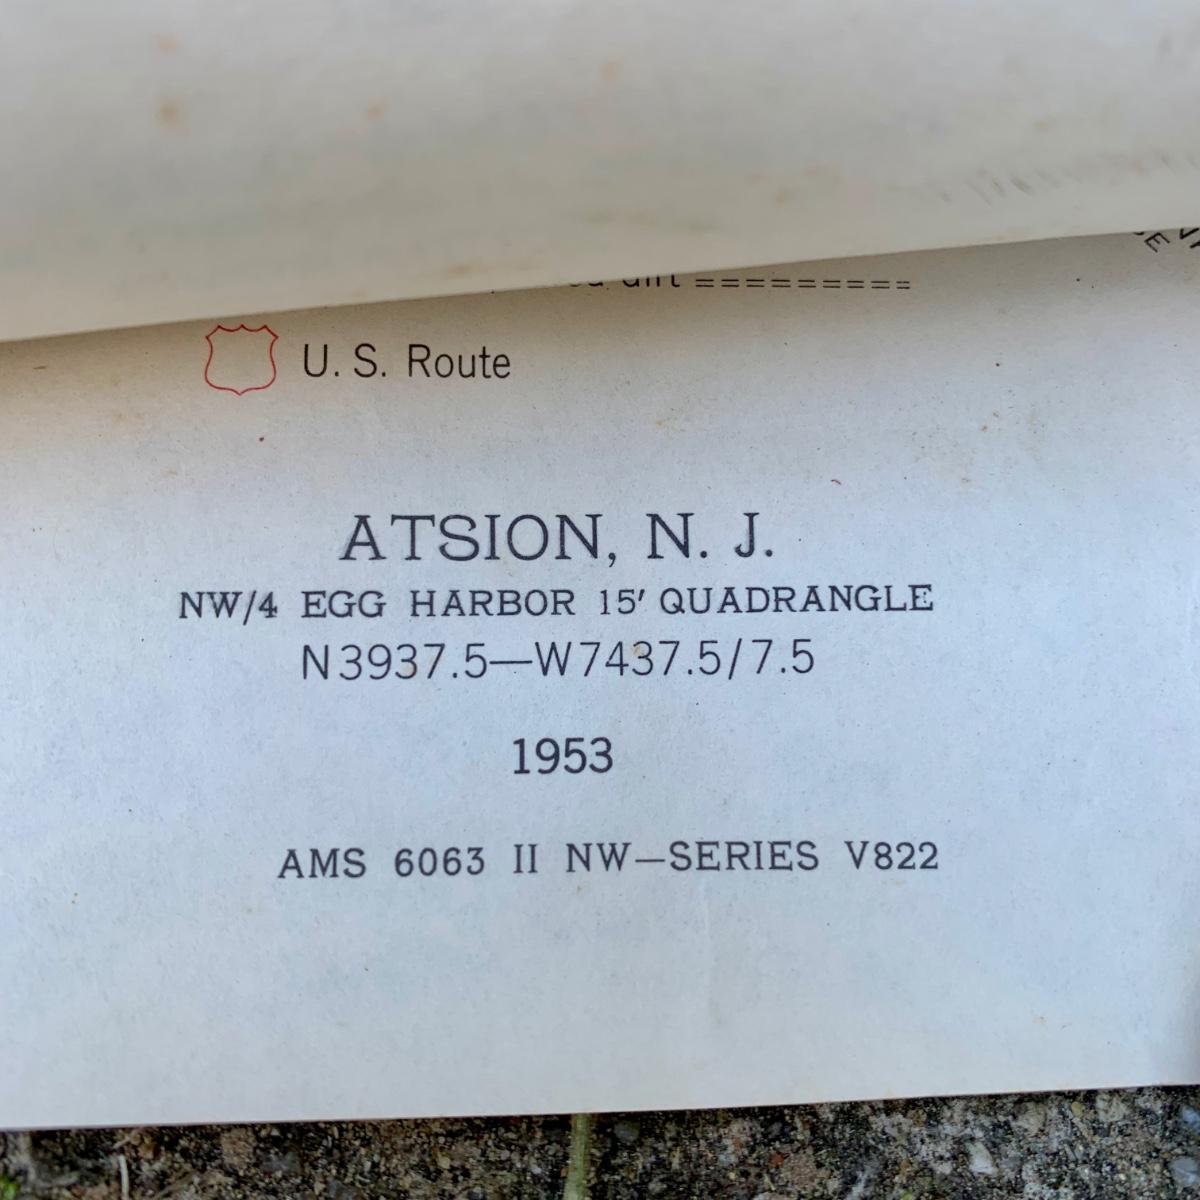 dirt =========
U. S. Route
ATSION, N. J.
NW/4 EGG HARBOR 15′ QUADRANGLE
N3937.5—W7437.5/7.5
1953
AMS 6063 II NW—SERIES V822